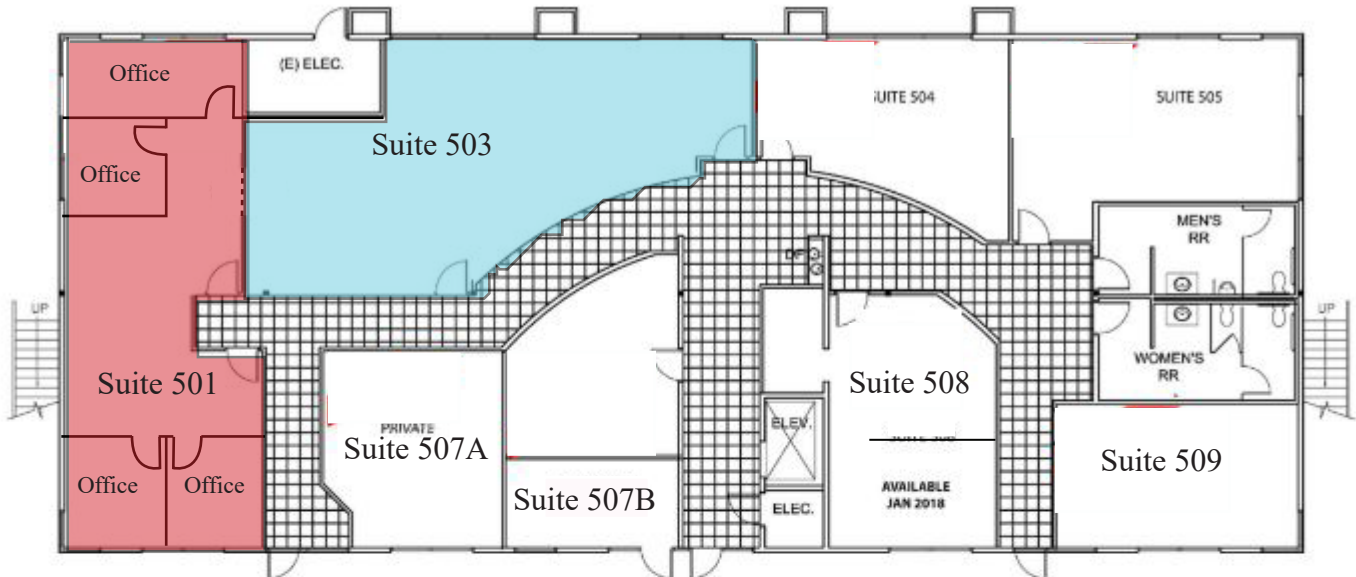 Office
(E) ELEC.
Suite 503
SUITE 504
SUITE 505
Office
MEN'S
RR
DF
UP
UP
WOMEN'S
RR
Suite 501
Suite 508
PRIVATE
Suite 507A
ELEV.
Suite 509
Office
Office
Suite 507B
AVAILABLE
JAN 2018
ELEC.